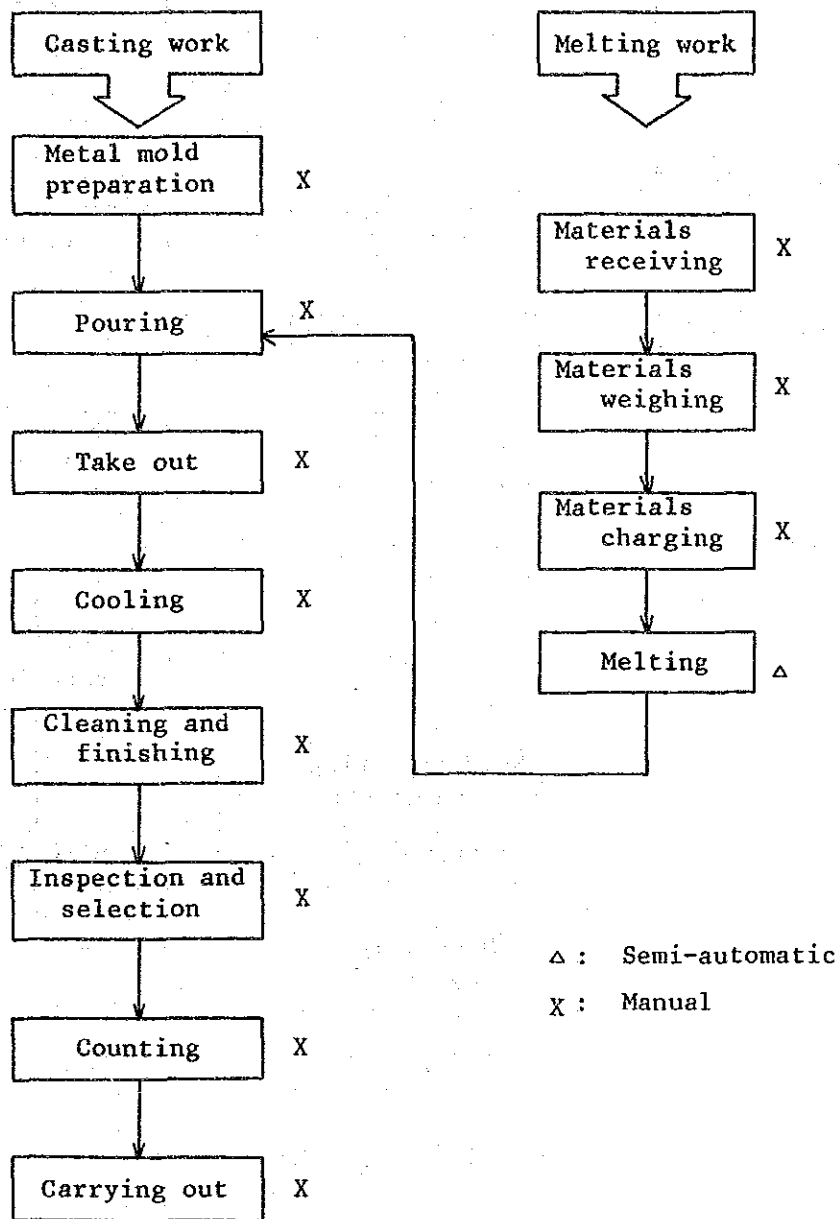 Casting work
Metal mold
preparation X
Pouring X
Take out X
Cooling X
Cleaning and
finishing X
Inspection and
selection X
Counting X
Carrying out X
Melting work
Materials
receiving X
Materials
weighing X
Materials
charging X
Melting △
△ : Semi-automatic
X : Manual